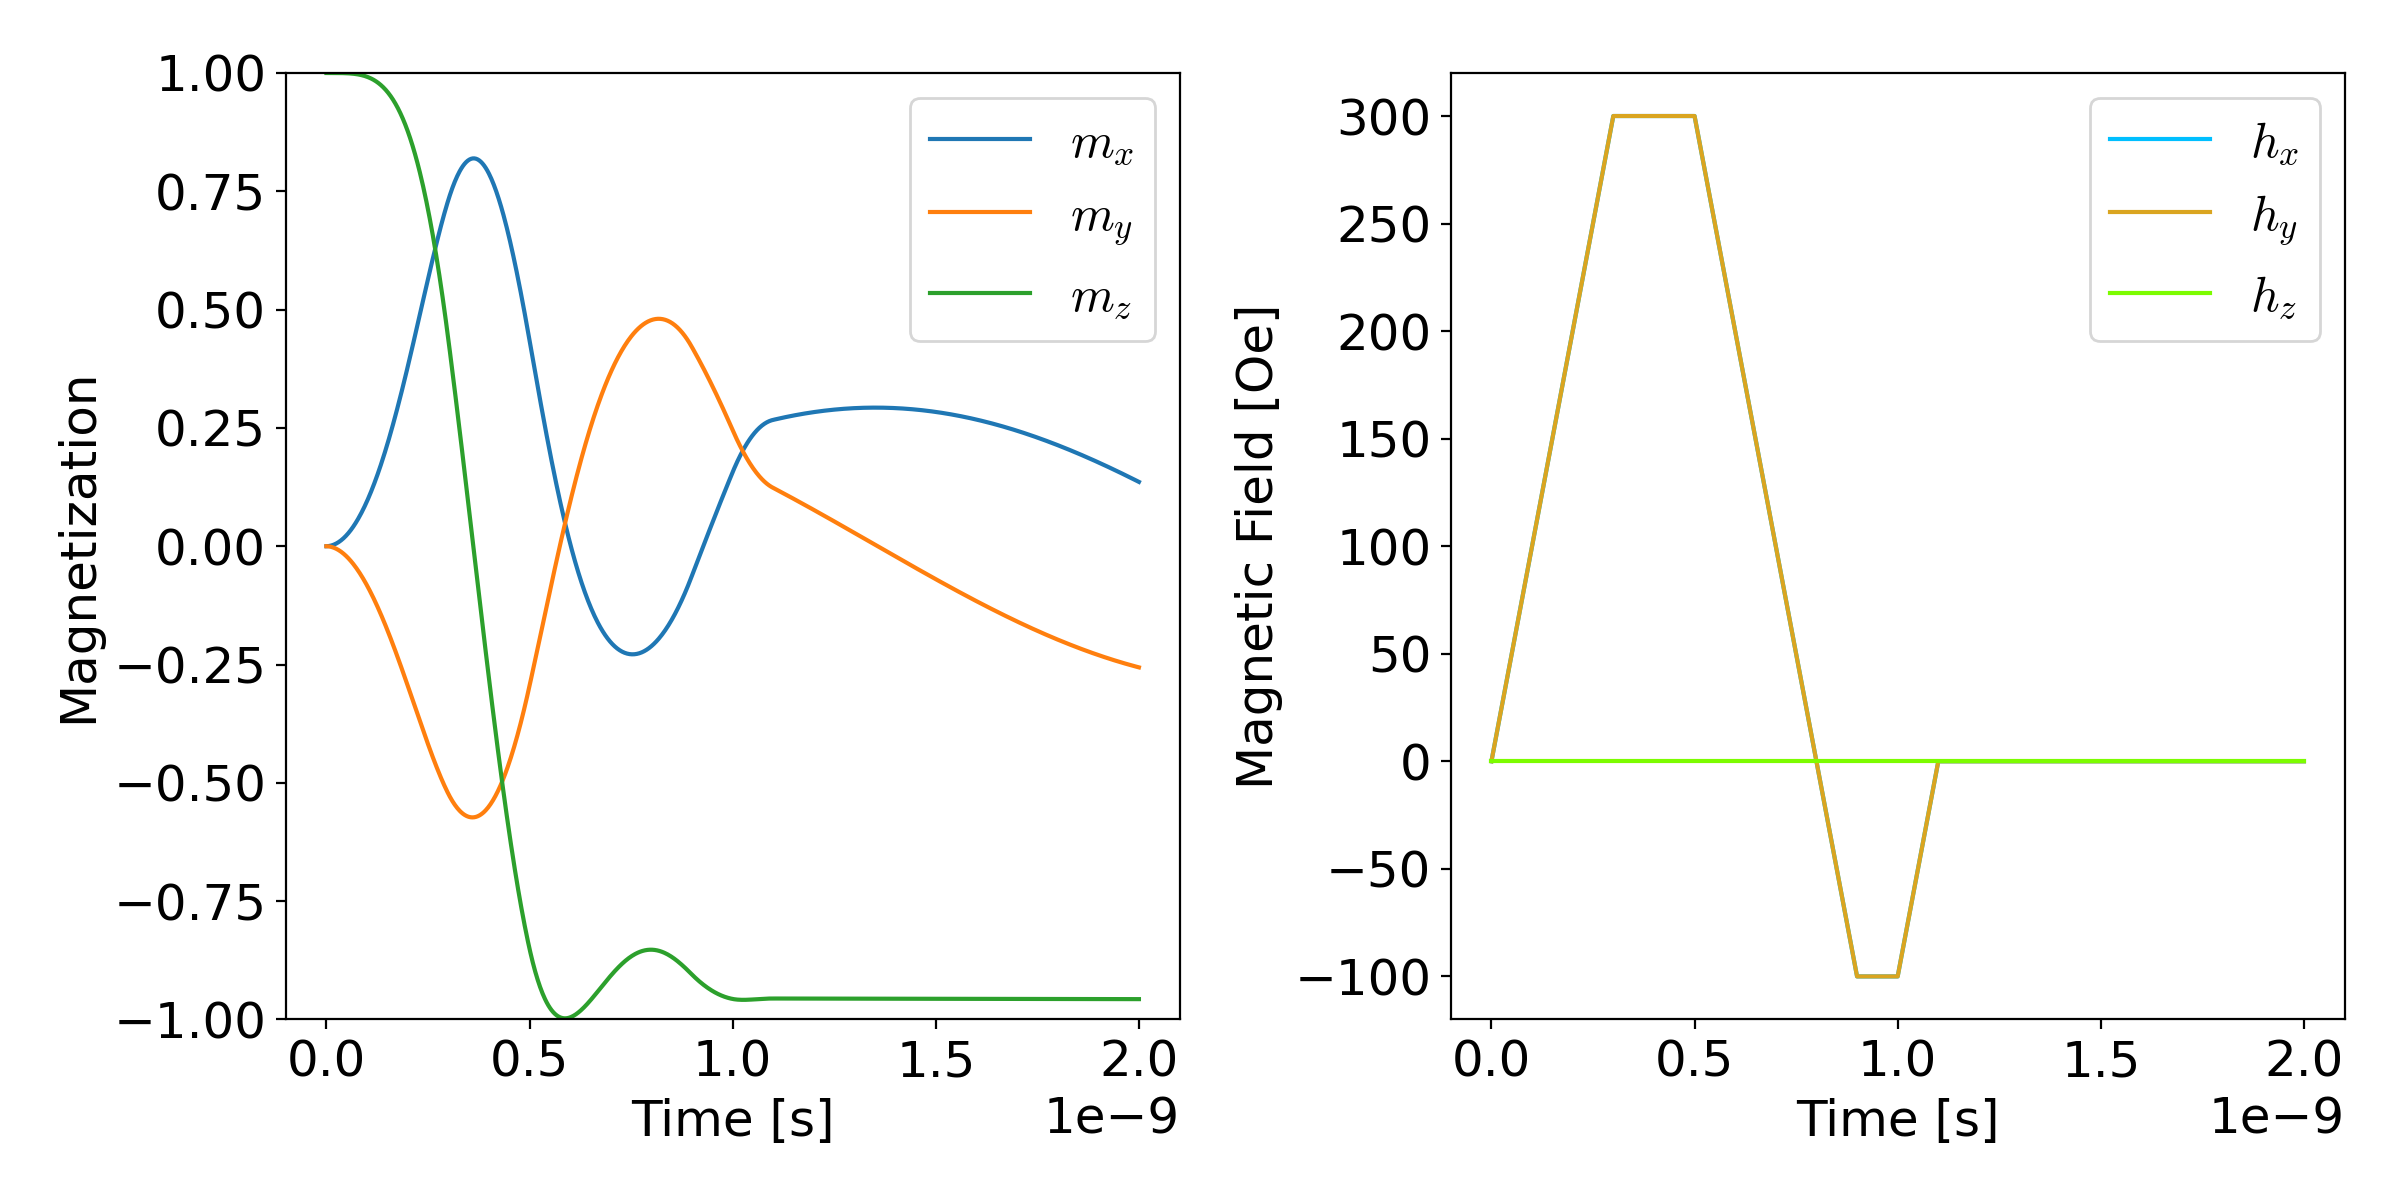 Magnetization
1.00
0.75
0.50
0.25
0.00
−0.25
−0.50
−0.75
−1.00
0.0 0.5 1.0 1.5 2.0
1e−9
Time [s]
m_x
m_y
m_z
Magnetic Field [Oe]
300
250
200
150
100
50
0
−50
−100
0.0 0.5 1.0 1.5 2.0
1e−9
Time [s]
h_x
h_y
h_z